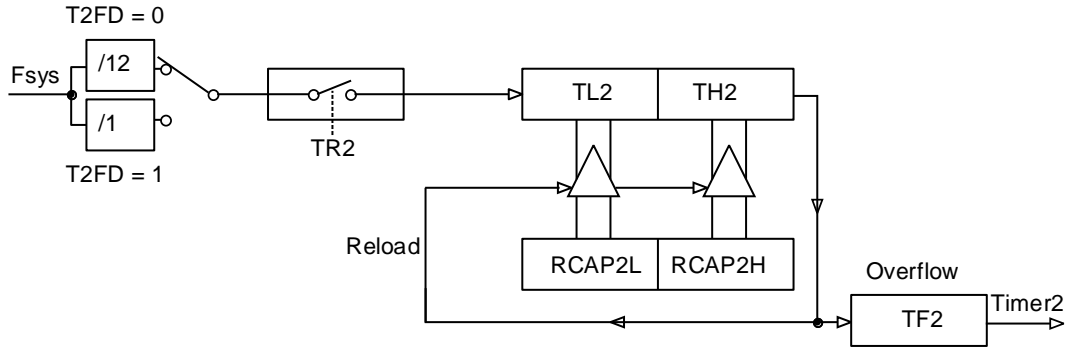 T2FD = 0
/12
Fsys
/1
T2FD = 1
TR2
TL2
TH2
Reload
RCAP2L
RCAP2H
Overflow
TF2
Timer2